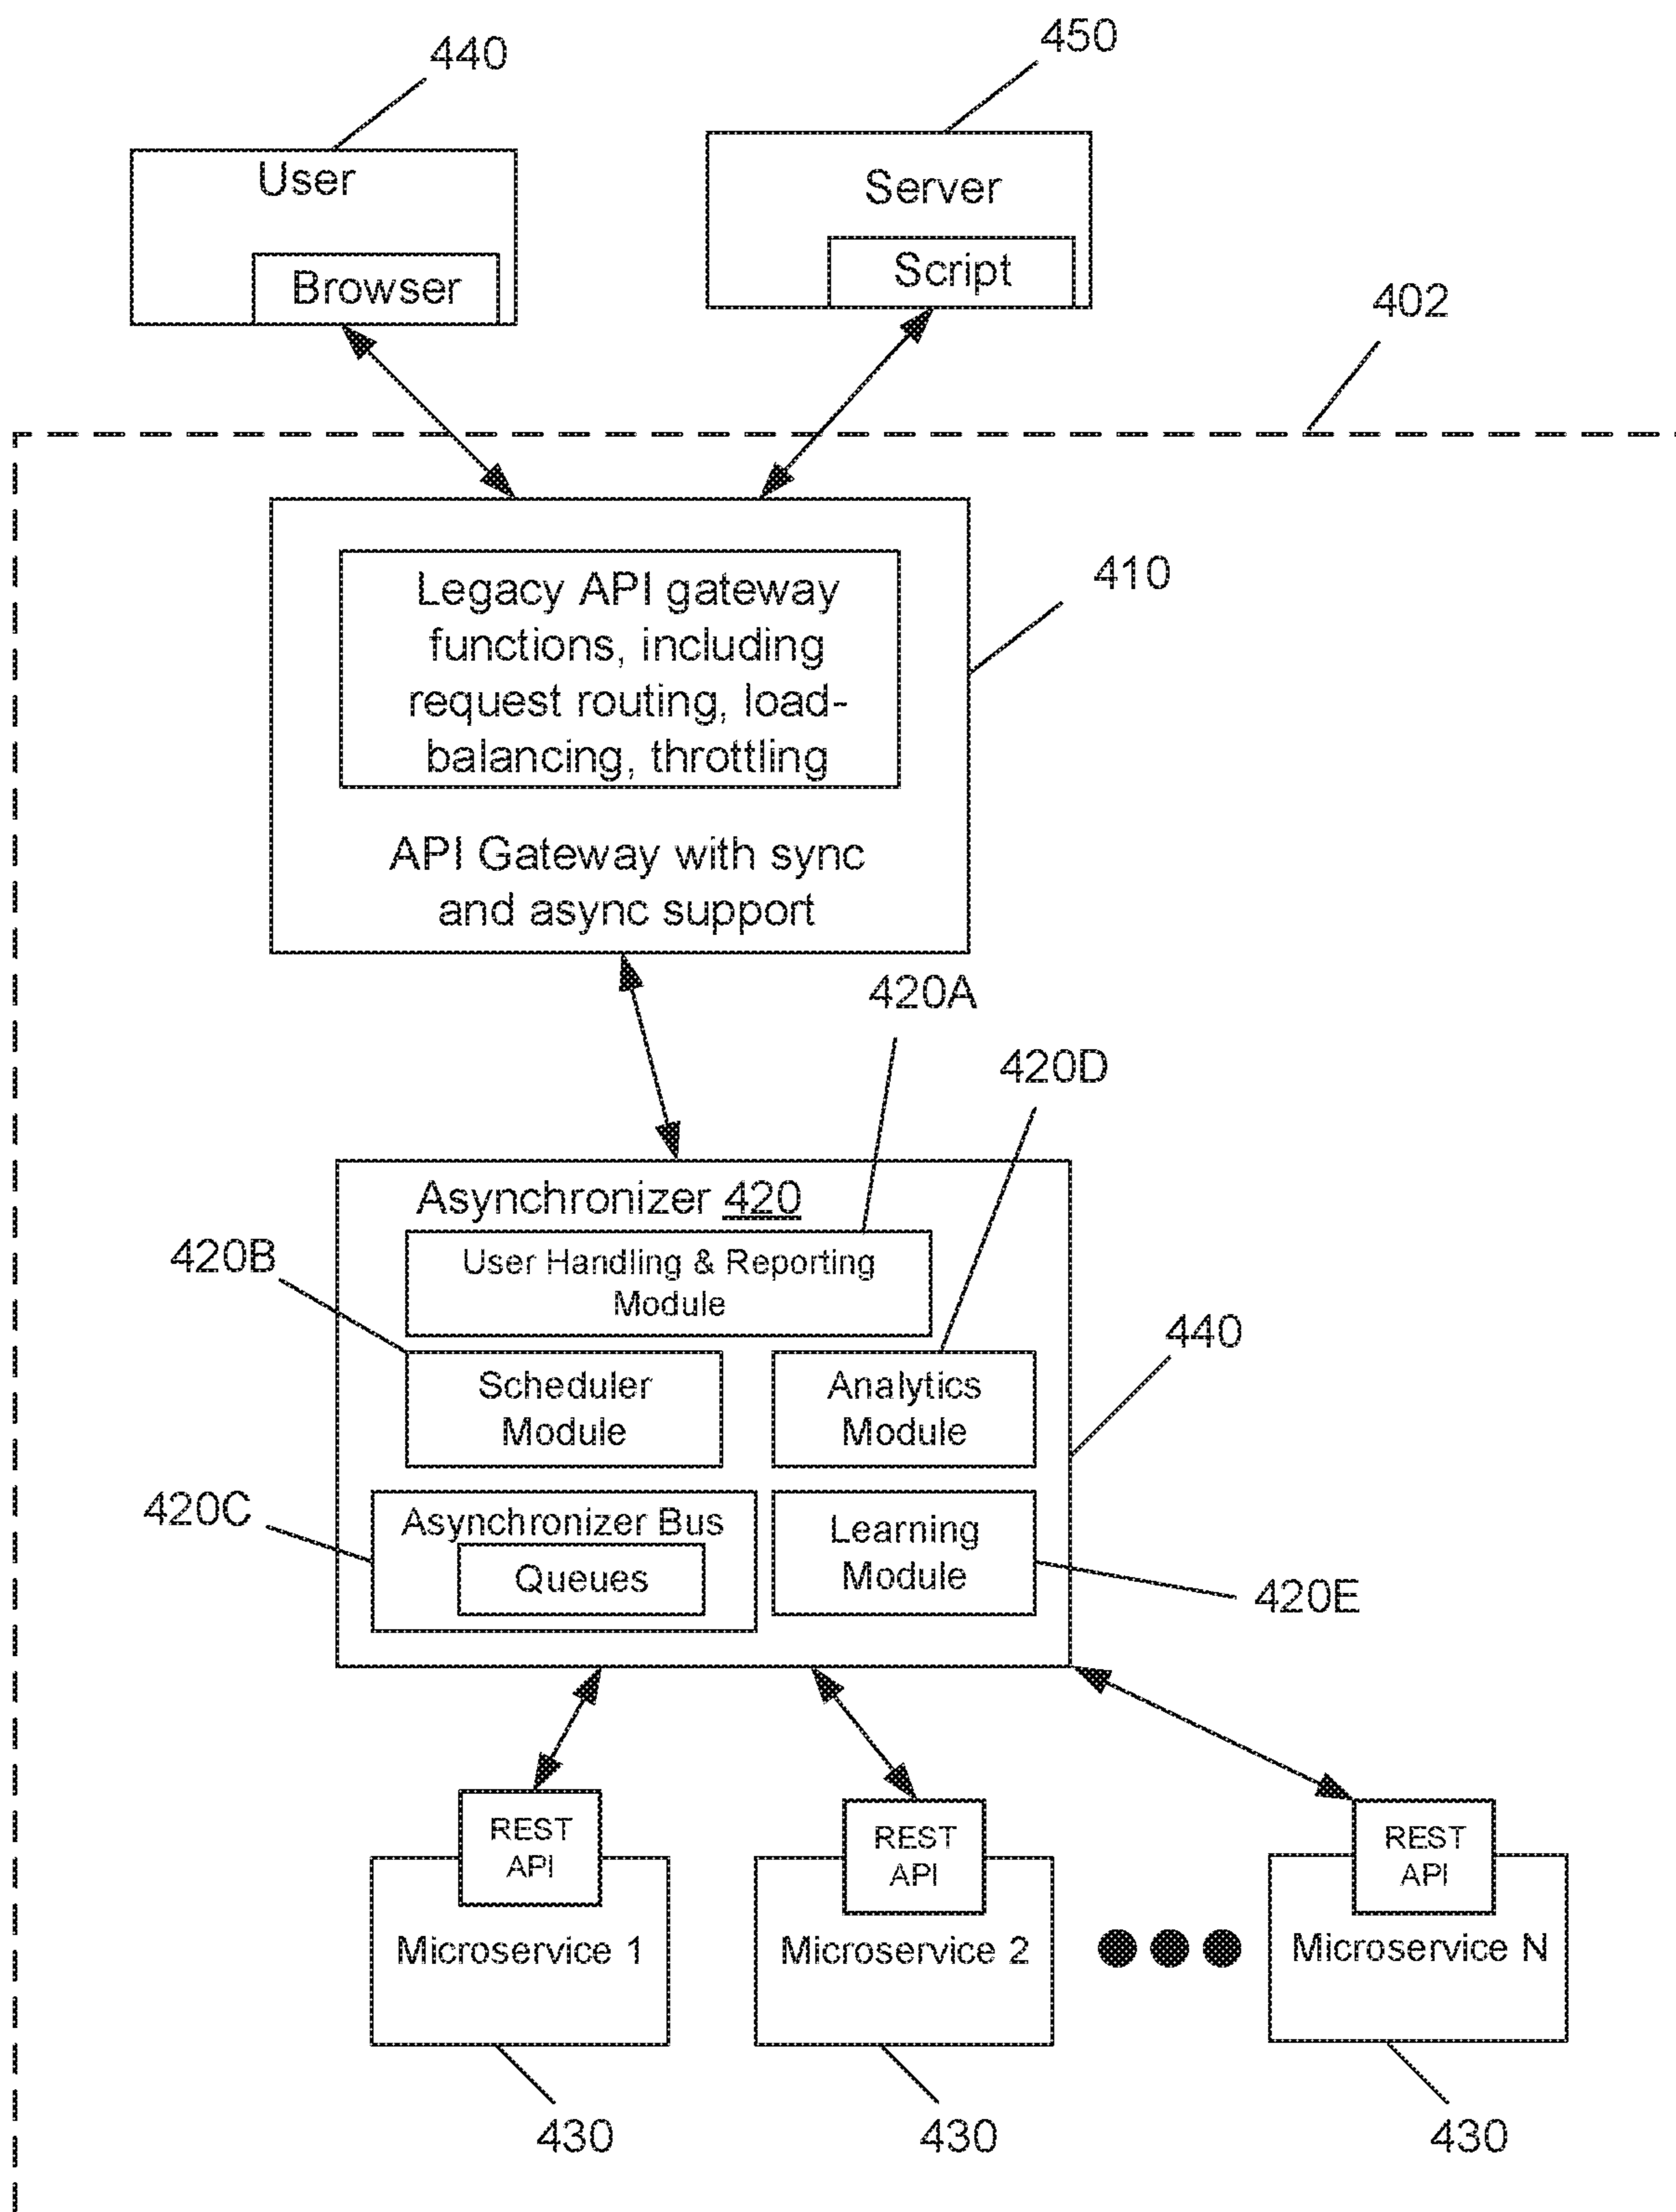 440
450
User
Server
Browser
Script
402
Legacy API gateway
functions, including
request routing, load-
balancing, throttling
410
API Gateway with sync
and async support
420A
420D
Asynchronizer 420
420B
User Handling & Reporting
Module
440
Scheduler
Module
Analytics
Module
420C
Asynchronizer Bus
Queues
Learning
Module
420E
REST
API
REST
API
REST
API
Microservice 1
Microservice 2
Microservice N
430
430
430